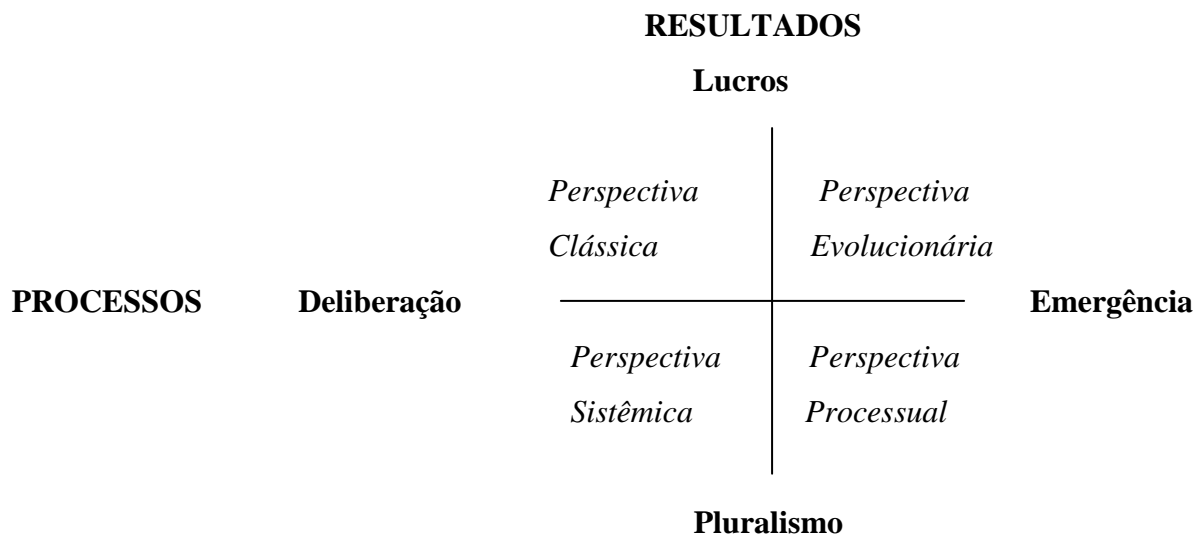 RESULTADOS
Lucros
Perspectiva Perspectiva
Clássica Evolucionária
PROCESSOS Deliberação Emergência
Perspectiva Perspectiva
Sistêmica Processual
Pluralismo